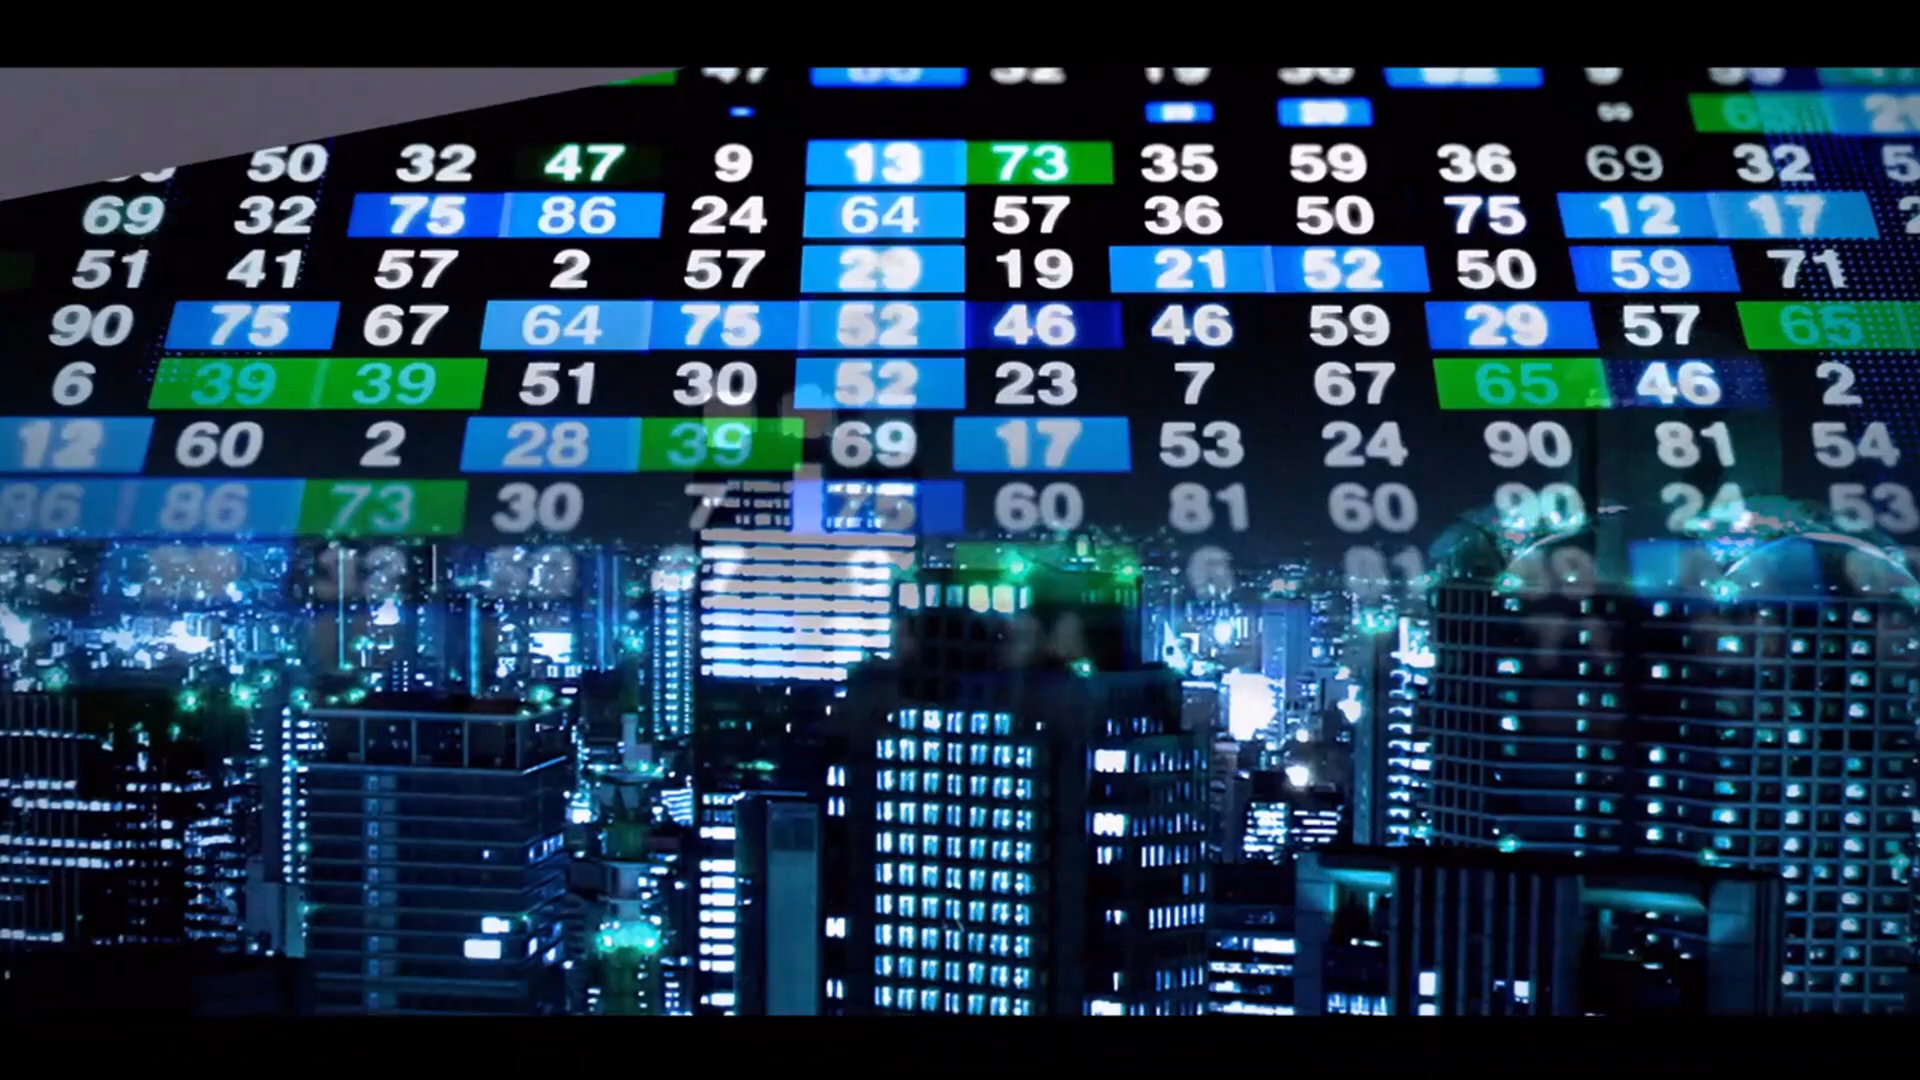 50 32 47 9 13 73 35 59 36 69 32
69 32 75 86 24 64 57 36 50 75 12 17
51 41 57 2 57 29 19 21 52 50 59 71
90 75 67 64 75 52 46 46 59 29 57 65
6 39 39 51 30 52 23 7 67 65 46 2
12 60 2 28 39 69 17 53 24 90 81 54
86 86 73 30 7 75 60 81 60 90 24 53